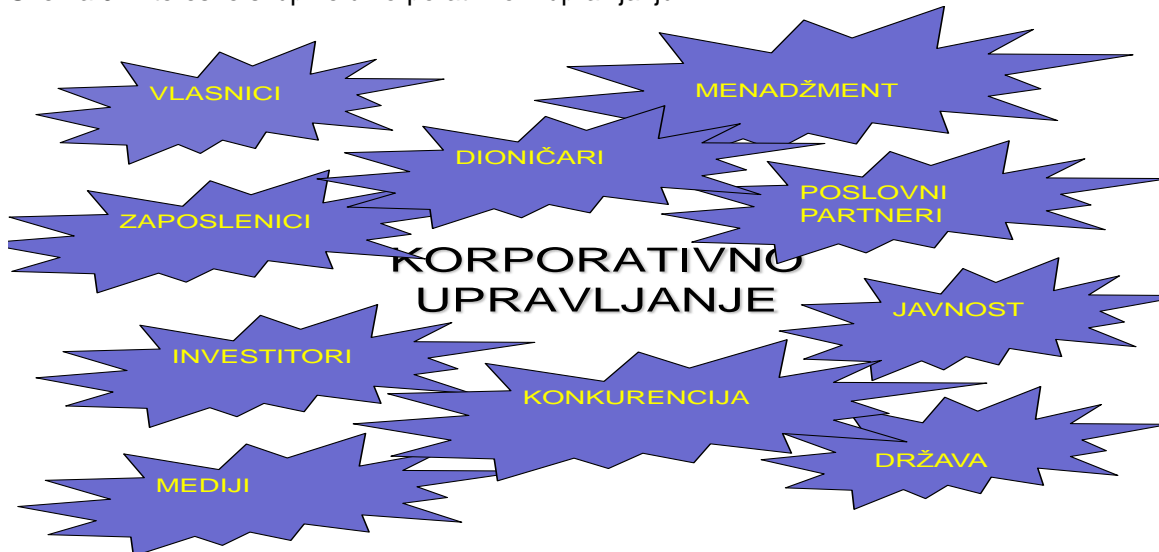 VLASNICI
MENADŽMENT
DIONIČARI
ZAPOSLENICI
POSLOVNI
PARTNERI
KORPORATIVNO
UPRAVLJANJE
JAVNOST
INVESTITORI
KONKURENCIJA
DRŽAVA
MEDIJI